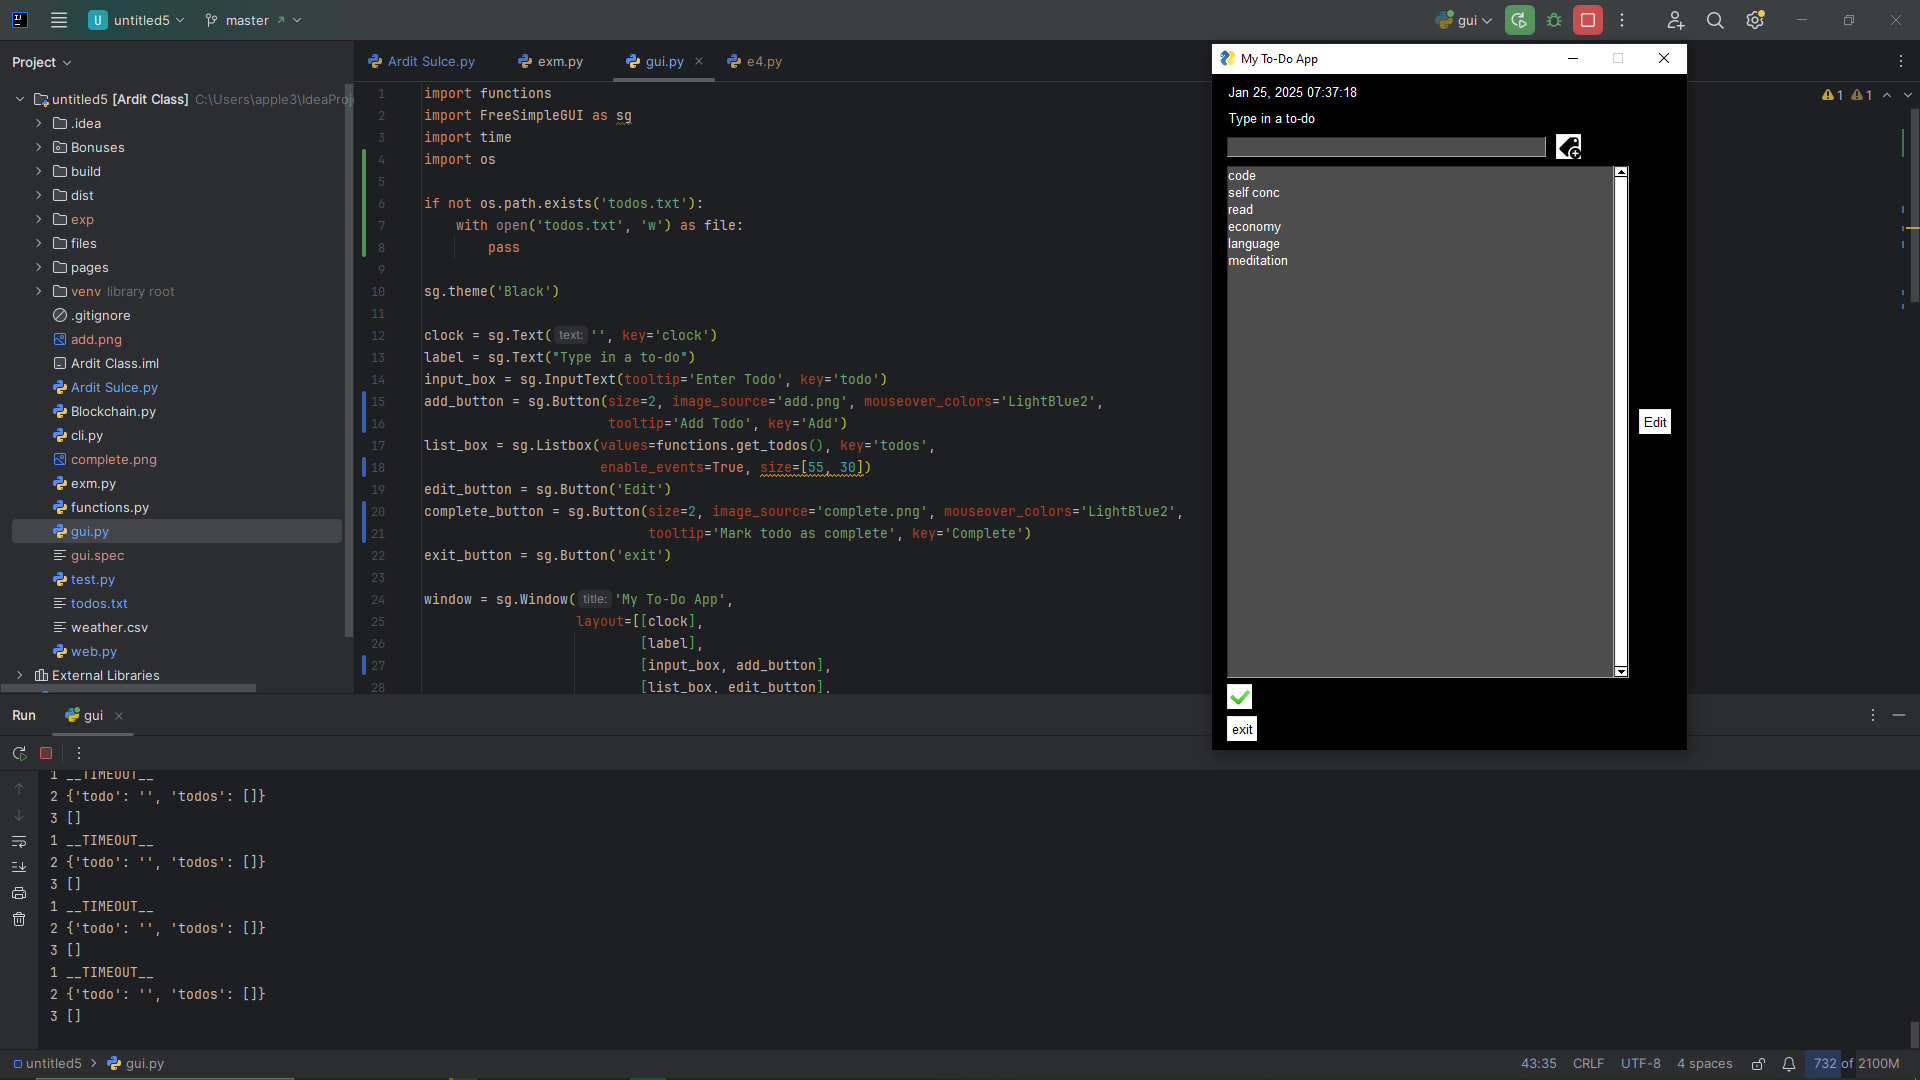 U untitled5 master gui
Project
Ardit Sulce.py exm.py gui.py e4.py
untitled5 [Ardit Class] C:\Users\apple3\IdeaProj
.idea
Bonuses
build
dist
exp
files
pages
venv library root
.gitignore
add.png
Ardit Class.iml
Ardit Sulce.py
Blockchain.py
cli.py
complete.png
exm.py
functions.py
gui.py
gui.spec
test.py
todos.txt
weather.csv
web.py
External Libraries
1 import functions
2 import FreeSimpleGUI as sg
3 import time
4 import os
5
6 if not os.path.exists('todos.txt'):
7 with open('todos.txt', 'w') as file:
8 pass
9
10 sg.theme('Black')
11
12 clock = sg.Text( text: '', key='clock')
13 label = sg.Text("Type in a to-do")
14 input_box = sg.InputText(tooltip='Enter Todo', key='todo')
15 add_button = sg.Button(size=2, image_source='add.png', mouseover_colors='LightBlue2',
16 tooltip='Add Todo', key='Add')
17 list_box = sg.Listbox(values=functions.get_todos(), key='todos',
18 enable_events=True, size=[55, 30])
19 edit_button = sg.Button('Edit')
20 complete_button = sg.Button(size=2, image_source='complete.png', mouseover_colors='LightBlue2',
21 tooltip='Mark todo as complete', key='Complete')
22 exit_button = sg.Button('exit')
23
24 window = sg.Window( title: 'My To-Do App',
25 layout=[[clock],
26 [label],
27 [input_box, add_button],
28 [list_box, edit_button],
1 1
My To-Do App
Jan 25, 2025 07:37:18
Type in a to-do
code
self conc
read
economy
language
meditation
Edit
exit
Run gui
1 __TIMEOUT__
2 {'todo': '', 'todos': []}
3 []
1 __TIMEOUT__
2 {'todo': '', 'todos': []}
3 []
1 __TIMEOUT__
2 {'todo': '', 'todos': []}
3 []
1 __TIMEOUT__
2 {'todo': '', 'todos': []}
3 []
untitled5 gui.py
43:35 CRLF UTF-8 4 spaces 732 of 2100M